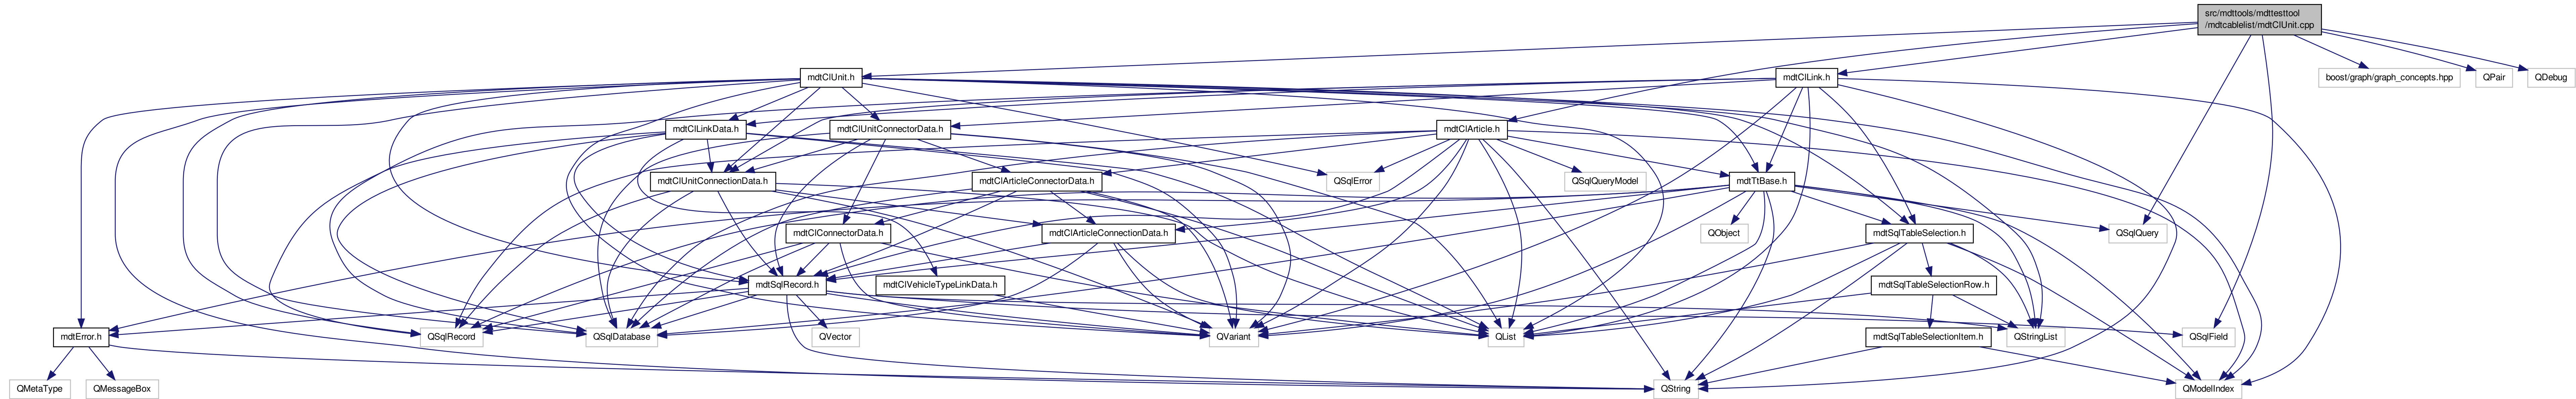 src/mdttools/mdttesttool
/mdtcablelist/mdtClUnit.cpp
mdtClUnit.h
mdtClLink.h
boost/graph/graph_concepts.hpp
QPair
QDebug
mdtClLinkData.h
mdtClUnitConnectorData.h
mdtClArticle.h
mdtClUnitConnectionData.h
mdtClArticleConnectorData.h
QSqlError
QSqlQueryModel
mdtTtBase.h
mdtClConnectorData.h
mdtClArticleConnectionData.h
QObject
mdtSqlTableSelection.h
QSqlQuery
mdtSqlRecord.h
mdtClVehicleTypeLinkData.h
mdtSqlTableSelectionRow.h
mdtError.h
QSqlRecord
QSqlDatabase
QVector
QVariant
QList
mdtSqlTableSelectionItem.h
QStringList
QSqlField
QMetaType
QMessageBox
QString
QModelIndex